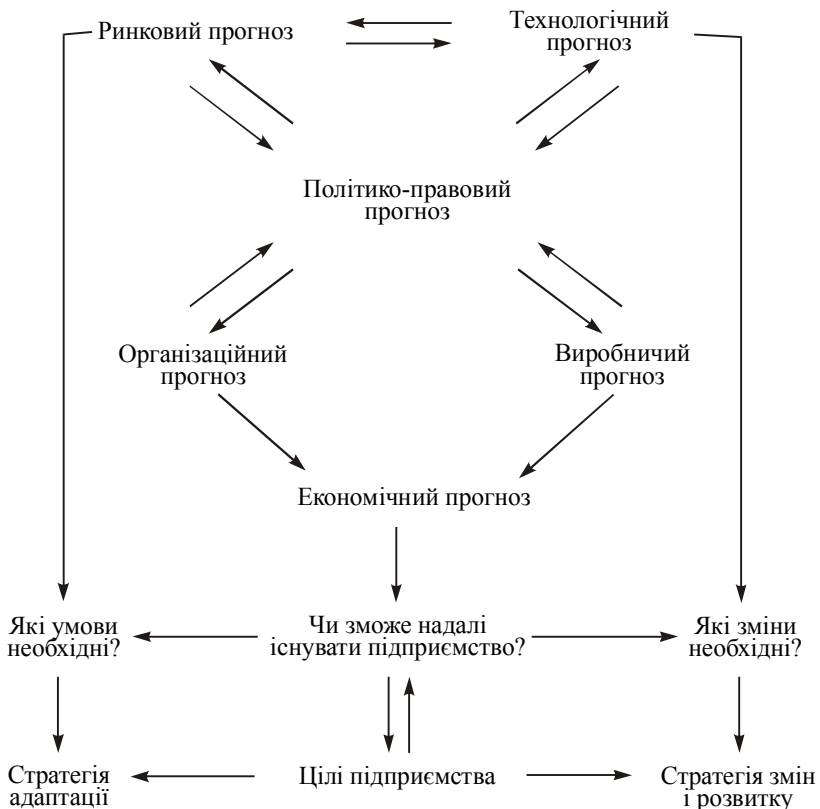 Ринковий прогноз
Технологічний
прогноз
Політико-правовий
прогноз
Організаційний
прогноз
Виробничий
прогноз
Економічний прогноз
Які умови
необхідні?
Чи зможе надалі
існувати підприємство?
Які зміни
необхідні?
Стратегія
адаптації
Цілі підприємства
Стратегія змін
і розвитку